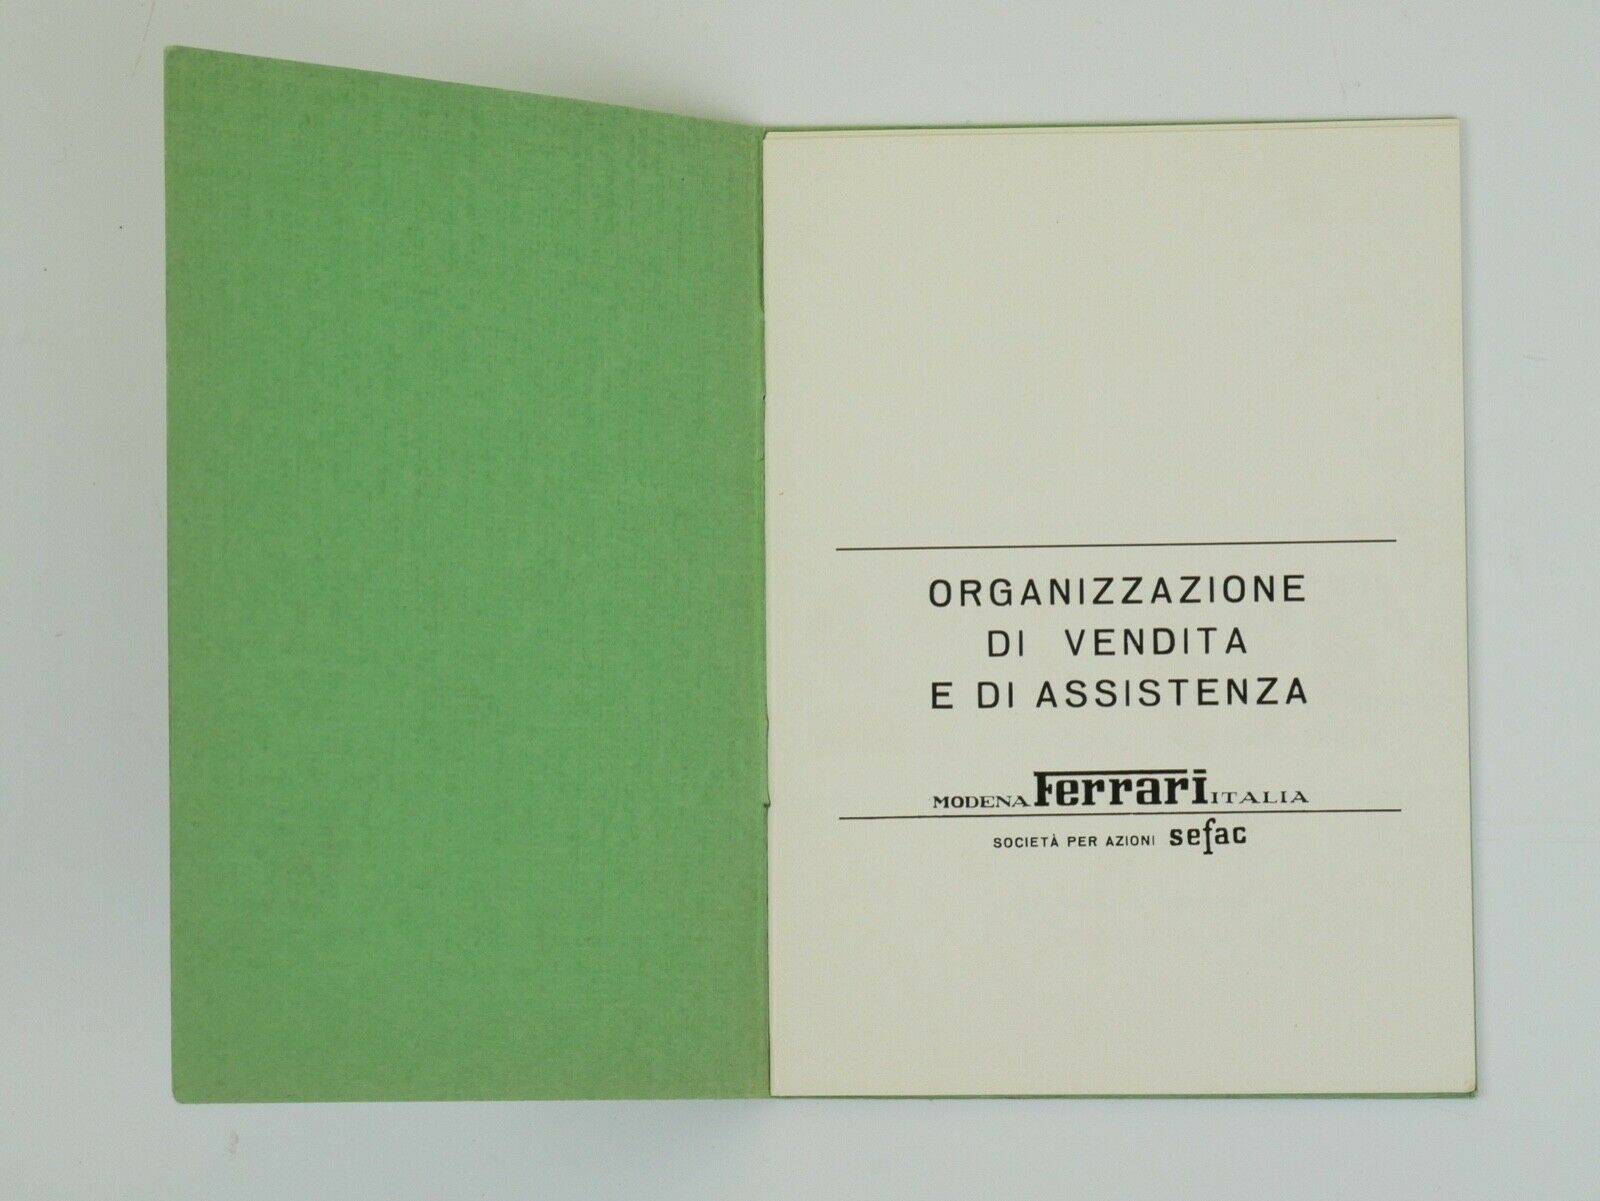 ORGANIZZAZIONE
DI VENDITA
E DI ASSISTENZA
MODENA Ferrari ITALIA
SOCIETÀ PER AZIONI sefac